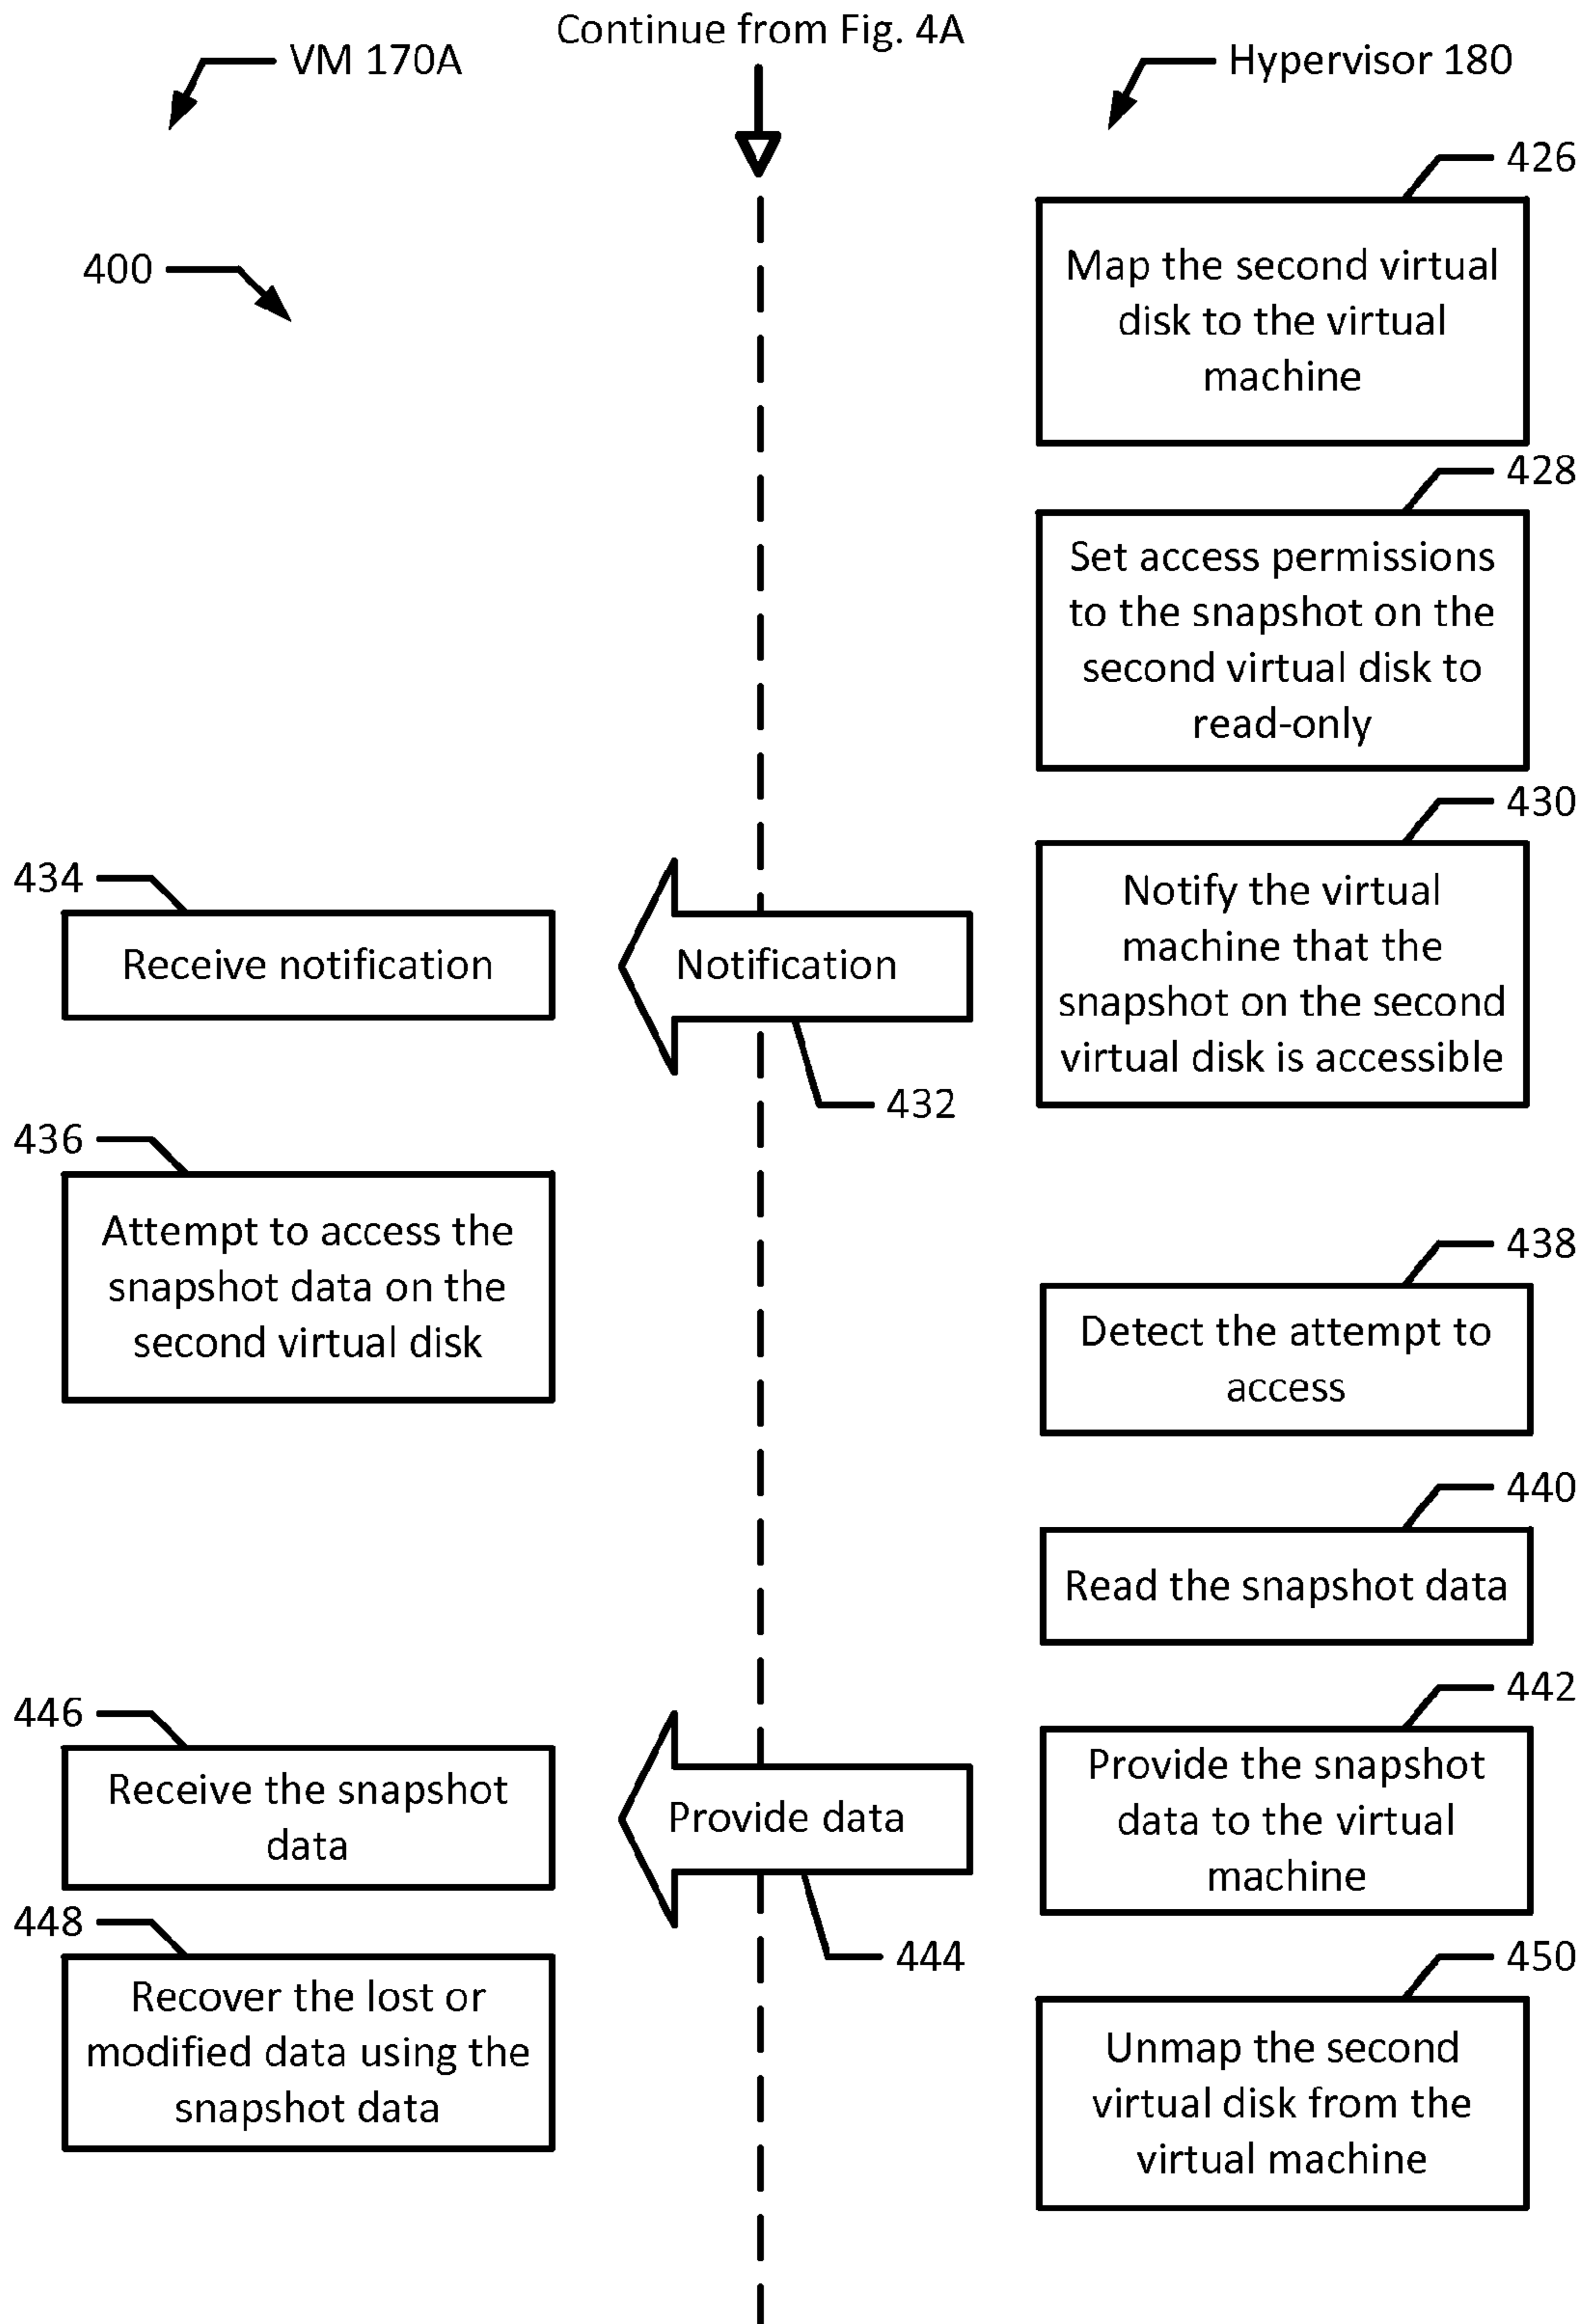 Continue from Fig. 4A
VM 170A
Hypervisor 180
400
426
Map the second virtual
disk to the virtual
machine
428
Set access permissions
to the snapshot on the
second virtual disk to
read-only
430
Notify the virtual
machine that the
snapshot on the second
virtual disk is accessible
Notification
432
434
Receive notification
436
Attempt to access the
snapshot data on the
second virtual disk
438
Detect the attempt to
access
440
Read the snapshot data
442
Provide the snapshot
data to the virtual
machine
Provide data
444
446
Receive the snapshot
data
448
Recover the lost or
modified data using the
snapshot data
450
Unmap the second
virtual disk from the
virtual machine